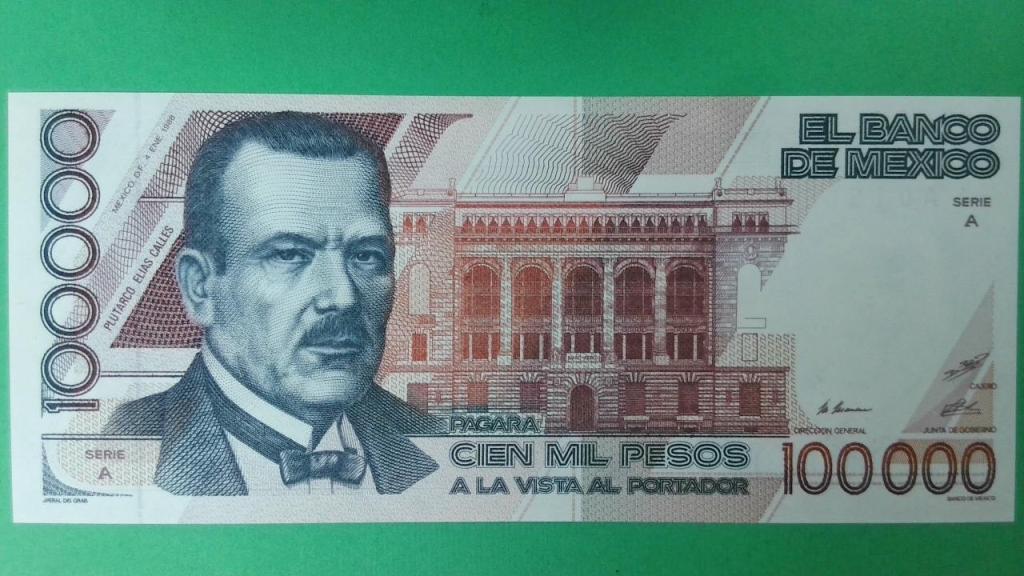 100000
MEXICO, D.F. 4 ENE. 1988
PLUTARCO ELIAS CALLES
EL BANCO
DE MEXICO
SERIE
A
CAJERO
DIRECCION GENERAL
JUNTA DE GOBIERNO
PAGARA
CIEN MIL PESOS
A LA VISTA AL PORTADOR
100000
SERIE
A
BANCO DE MEXICO